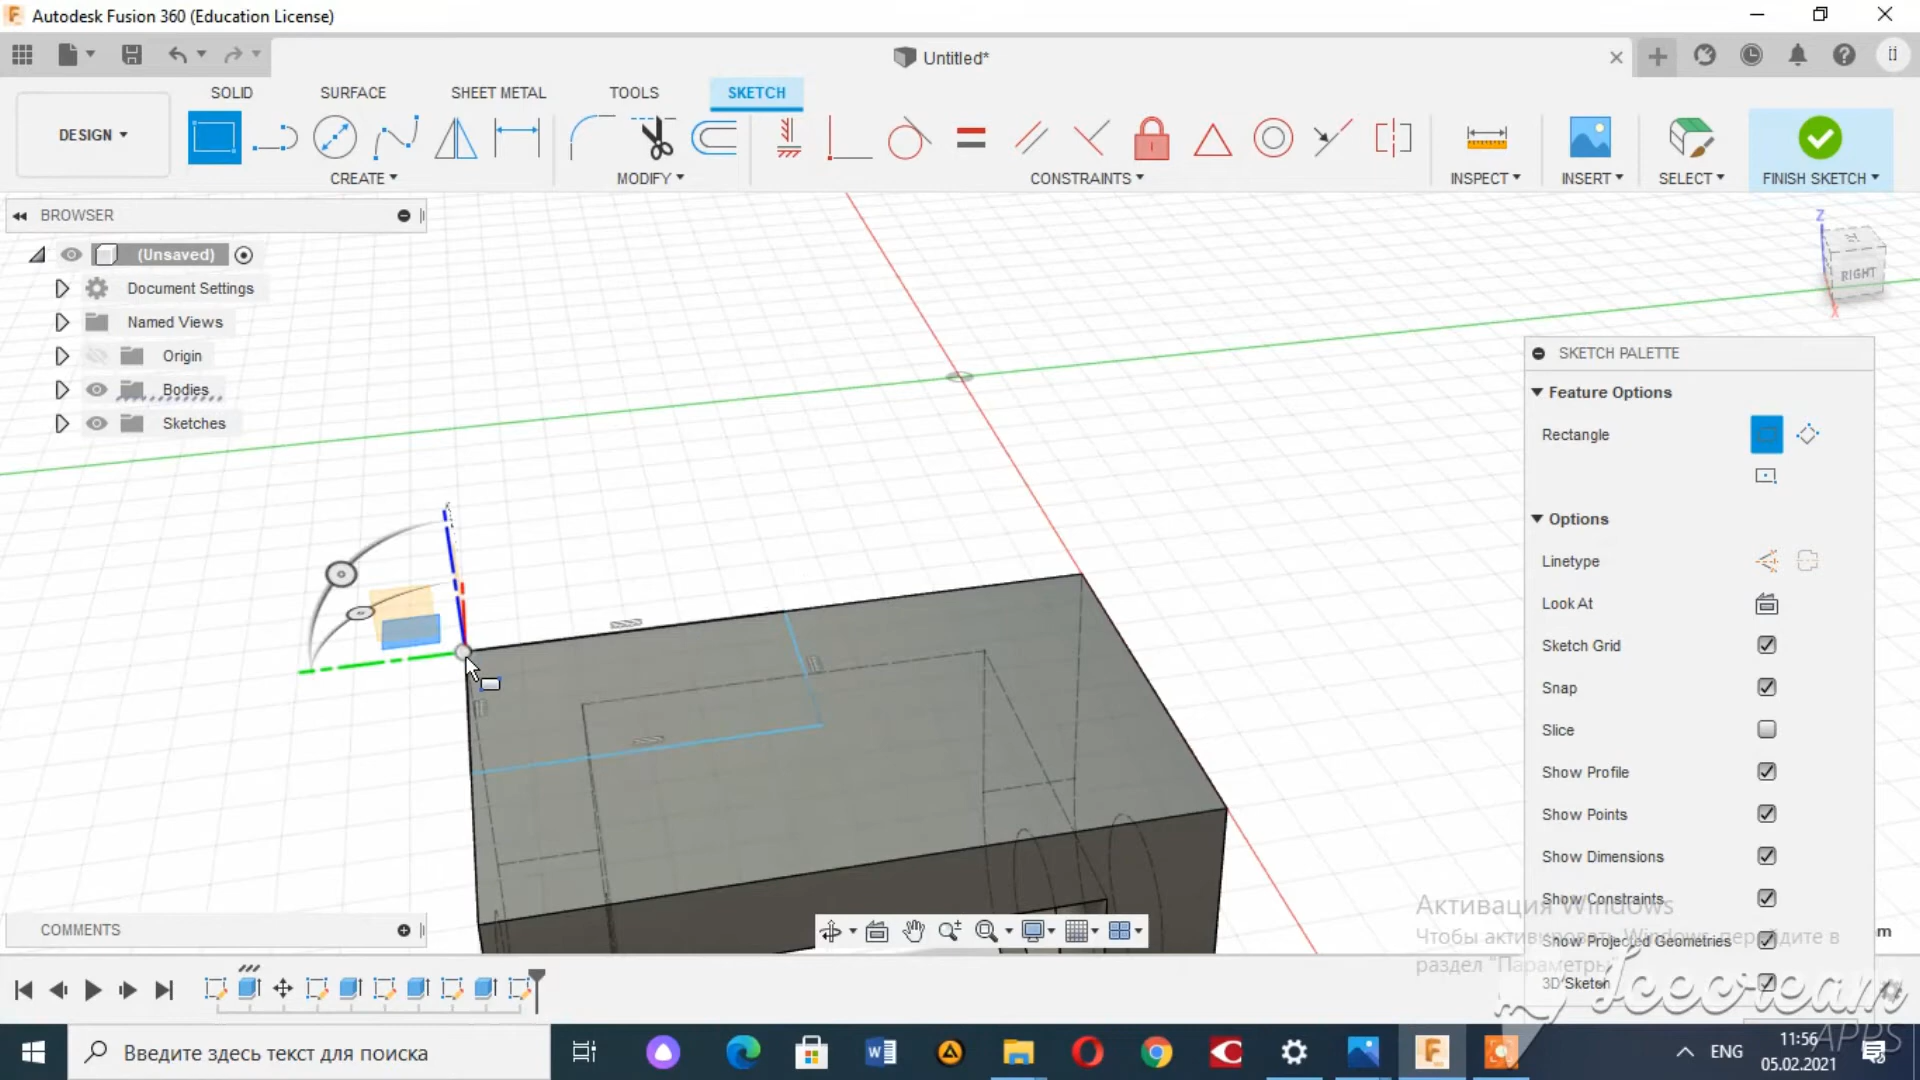 Autodesk Fusion 360 (Education License)
Untitled*
SOLID SURFACE SHEET METAL TOOLS SKETCH
DESIGN
CREATE MODIFY CONSTRAINTS INSPECT INSERT SELECT FINISH SKETCH
BROWSER
(Unsaved)
Document Settings
Named Views
Origin
Bodies
Sketches
Z
RIGHT
X
SKETCH PALETTE
Feature Options
Rectangle
Options
Linetype
Look At
Sketch Grid
Snap
Slice
Show Profile
Show Points
Show Dimensions
Show Constraints
Show Projected Geometries
3D Sketch
Активация Windows
Чтобы активировать Windows, перейдите в
раздел "Параметры"
COMMENTS
Icecream
APPS
Введите здесь текст для поиска
ENG
11:56
05.02.2021